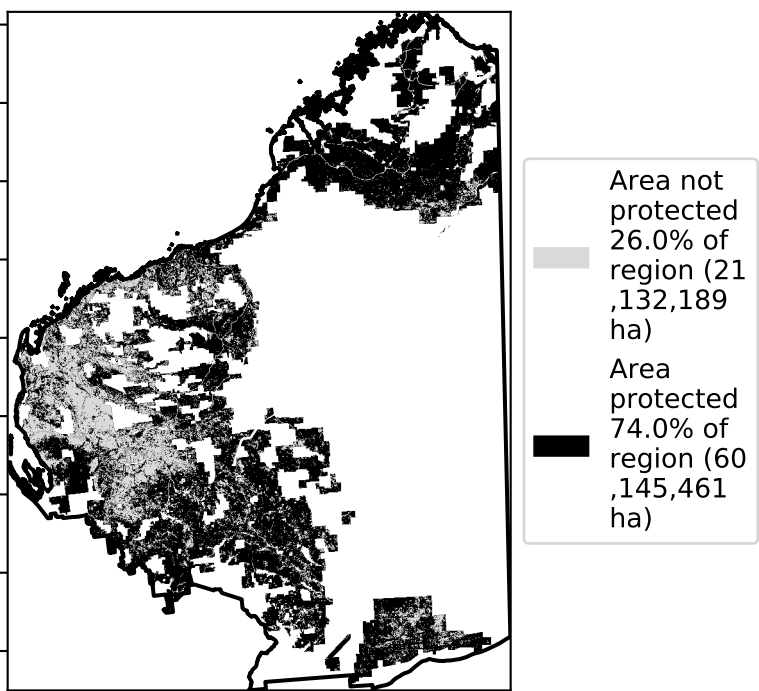 Area not
protected
26.0% of
region (21
,132,189
ha)
Area
protected
74.0% of
region (60
,145,461
ha)